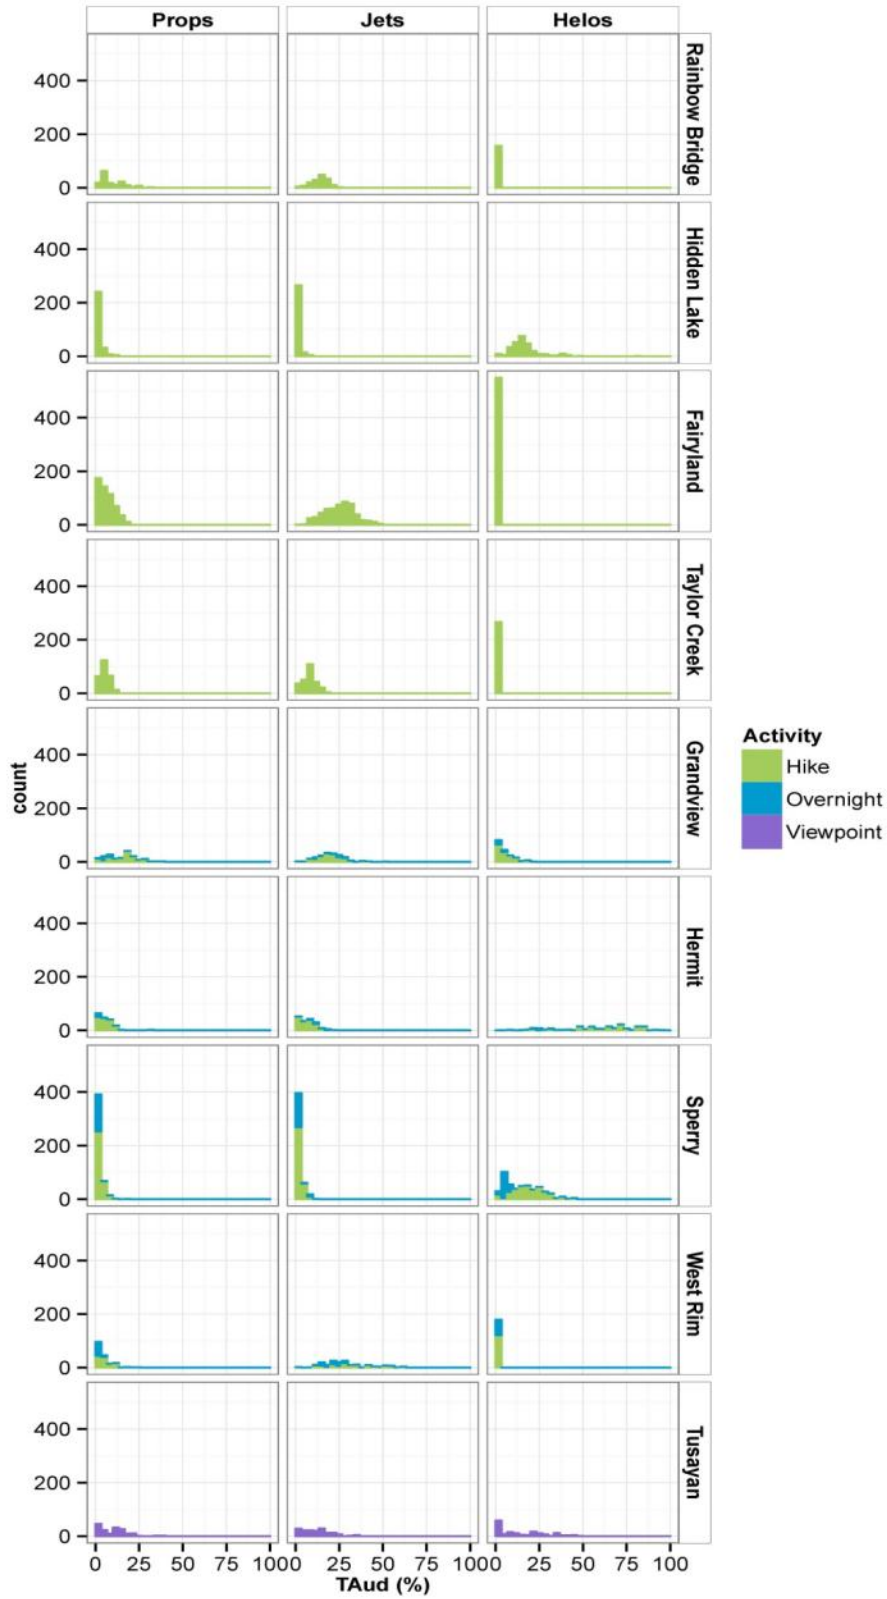 Props Jets Helos
400
200
0
Rainbow Bridge
400
200
0
Hidden Lake
400
200
0
Fairyland
400
200
0
Taylor Creek
400
200
0
Grandview
400
200
0
Hermit
400
200
0
Sperry
400
200
0
West Rim
400
200
0
Tusayan
count
0 25 50 75 100 0 25 50 75 100 0 25 50 75 100
TAud (%)
Activity
Hike
Overnight
Viewpoint